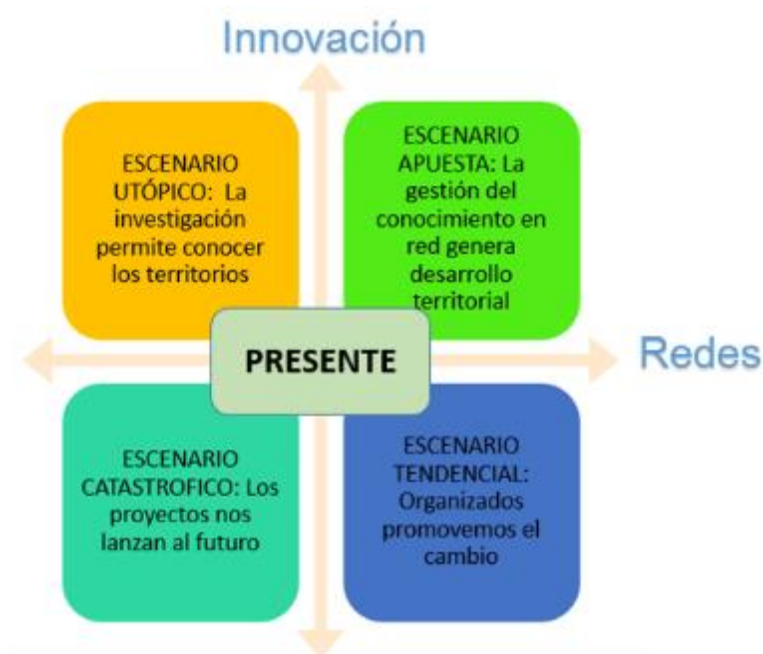 Innovación
ESCENARIO
UTÓPICO: La
investigación
permite conocer
los territorios
ESCENARIO
APUESTA: La
gestión del
conocimiento en
red genera
desarrollo
territorial
PRESENTE
Redes
ESCENARIO
CATASTROFICO: Los
proyectos nos
lanzan al futuro
ESCENARIO
TENDENCIAL:
Organizados
promovemos el
cambio